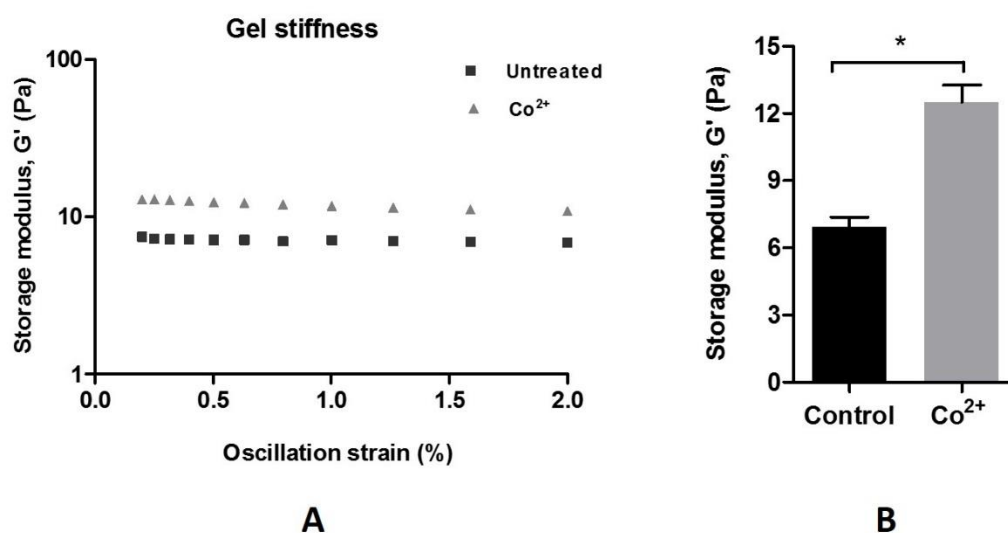 Gel stiffness
Storage modulus, G' (Pa)
100
10
1
0.0 0.5 1.0 1.5 2.0
Oscillation strain (%)
Untreated
Co²⁺
A
Storage modulus, G' (Pa)
15
12
9
6
3
0
*
Control Co²⁺
B